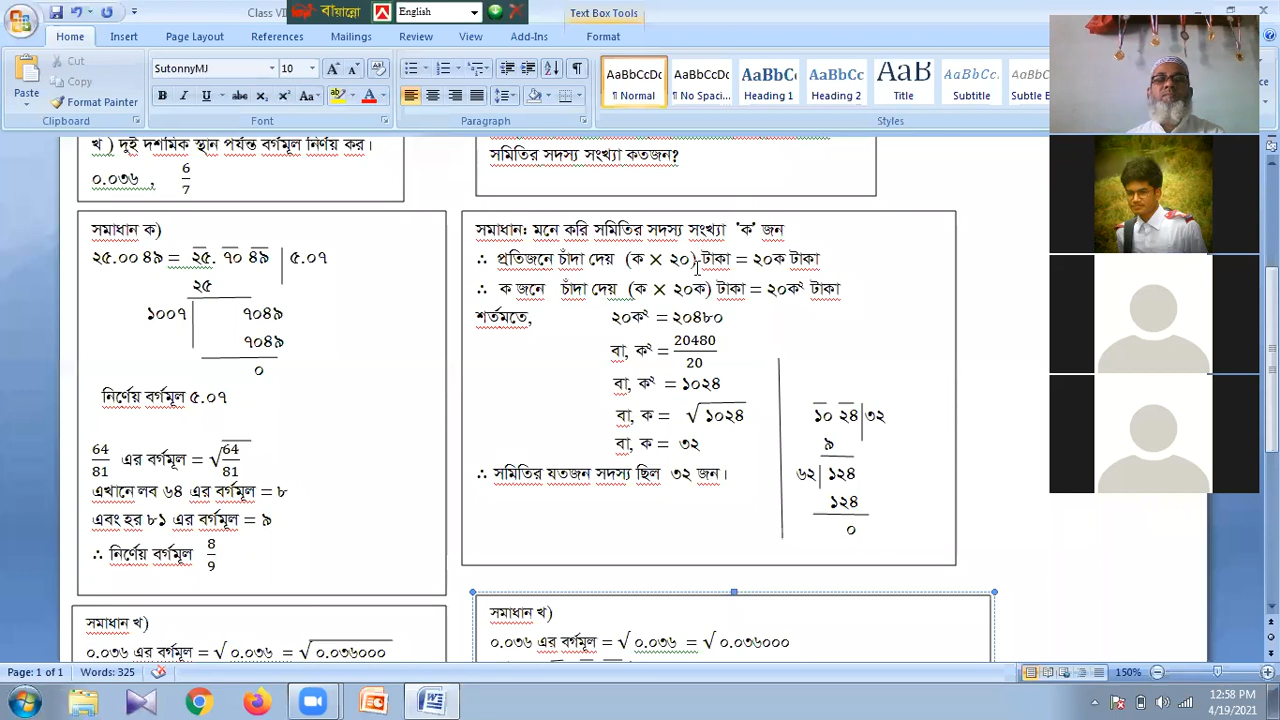 Class VI
বায়ান্নো
English
Text Box Tools
Home Insert Page Layout References Mailings Review View Add-Ins Format
Paste
Cut
Copy
Format Painter
Clipboard
SutonnyMJ 10
Font
Paragraph
AaBbCcDc AaBbCcDc AaBbC AaBbCc AaB AaBbCc AaBbCc
¶ Normal ¶ No Spaci... Heading 1 Heading 2 Title Subtitle Subtle E
Styles
খ ) দুই দশমিক স্থান পর্যন্ত বর্গমূল নির্ণয় কর।
০.০৩৬ , 6/7
সমিতির সদস্য সংখ্যা কতজন?
সমাধান ক)
২৫.০০ ৪৯ = ২৫. ৭০ ৪৯ | ৫.০৭
২৫
১০০৭ | ৭০৪৯
৭০৪৯
০
নির্ণেয় বর্গমূল ৫.০৭
64/81 এর বর্গমূল = √64/81
এখানে লব ৬৪ এর বর্গমূল = ৮
এবং হর ৮১ এর বর্গমূল = ৯
∴ নির্ণেয় বর্গমূল 8/9
সমাধান: মনে করি সমিতির সদস্য সংখ্যা 'ক' জন
∴ প্রতিজনে চাঁদা দেয় (ক × ২০) টাকা = ২০ক টাকা
∴ ক জনে চাঁদা দেয় (ক × ২০ক) টাকা = ২০ক² টাকা
শর্তমতে, ২০ক² = ২০৪৮০
বা, ক² = 20480/20
বা, ক² = ১০২৪
বা, ক = √১০২৪
বা, ক = ৩২
∴ সমিতির যতজন সদস্য ছিল ৩২ জন।
১০ ২৪ | ৩২
৯
৬২ | ১২৪
১২৪
০
সমাধান খ)
০.০৩৬ এর বর্গমূল = √ ০.০৩৬ = √০.০৩৬০০০
সমাধান খ)
০.০৩৬ এর বর্গমূল = √ ০.০৩৬ = √ ০.০৩৬০০০
Page: 1 of 1 Words: 325 150%
12:58 PM
4/19/2021